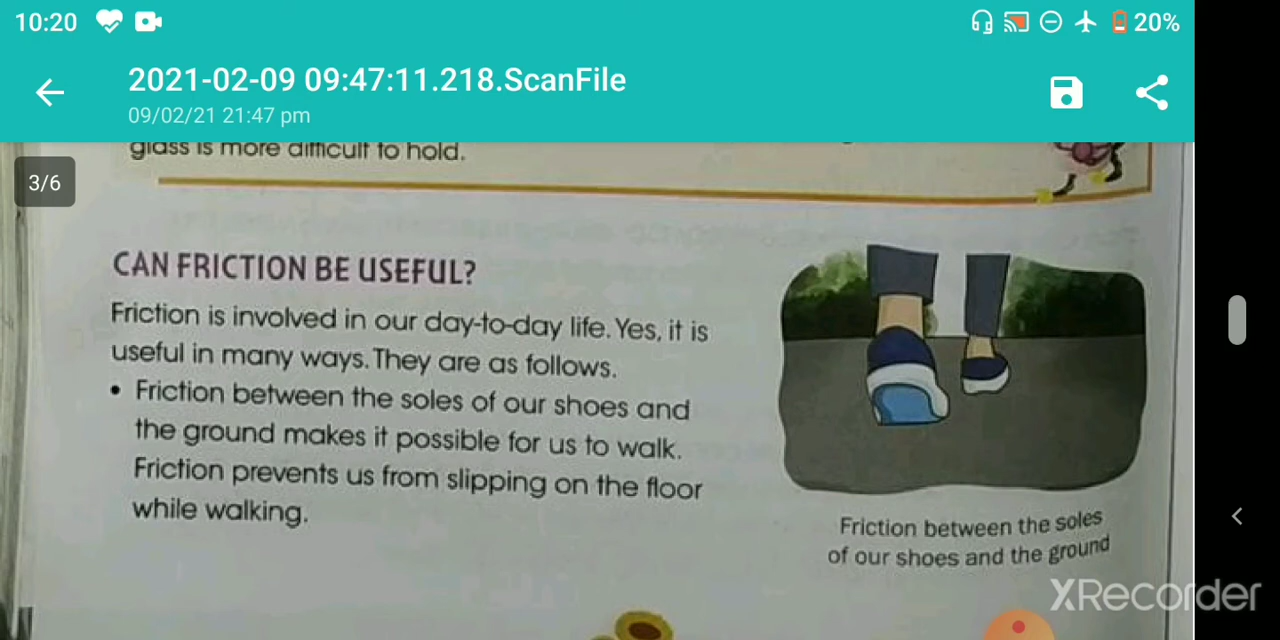 10:20
20%
2021-02-09 09:47:11.218.ScanFile
09/02/21 21:47 pm
glass is more difficult to hold.
3/6
CAN FRICTION BE USEFUL?
Friction is involved in our day-to-day life. Yes, it is
useful in many ways. They are as follows.
• Friction between the soles of our shoes and
the ground makes it possible for us to walk.
Friction prevents us from slipping on the floor
while walking.
Friction between the soles
of our shoes and the ground
XRecorder